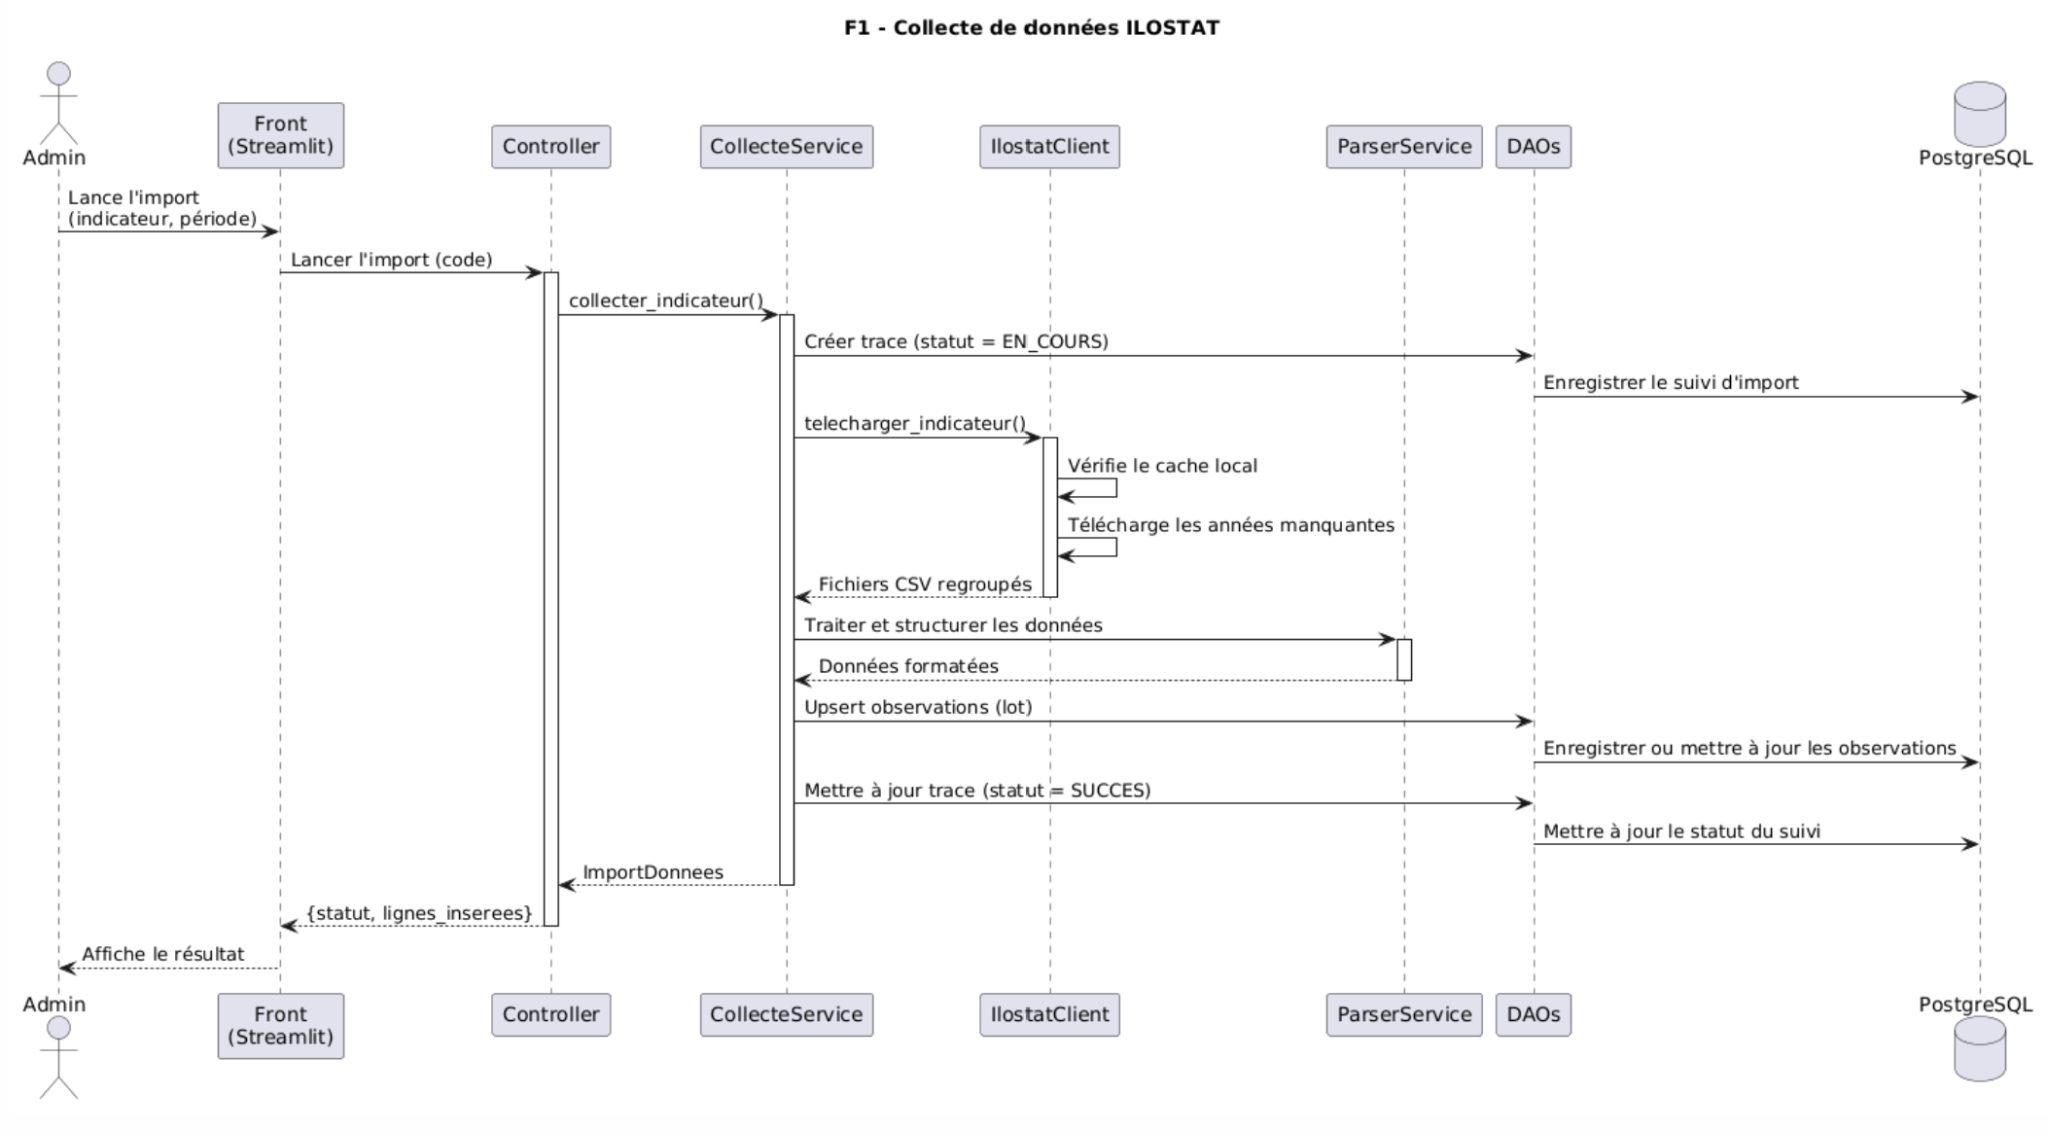 F1 - Collecte de données ILOSTAT
Admin
Front
(Streamlit)
Controller
CollecteService
IlostatClient
ParserService
DAOs
PostgreSQL
Lance l'import
(indicateur, période)
Lancer l'import (code)
collecter_indicateur()
Créer trace (statut = EN_COURS)
Enregistrer le suivi d'import
telecharger_indicateur()
Vérifie le cache local
Télécharge les années manquantes
Fichiers CSV regroupés
Traiter et structurer les données
Données formatées
Upsert observations (lot)
Enregistrer ou mettre à jour les observations
Mettre à jour trace (statut = SUCCES)
Mettre à jour le statut du suivi
ImportDonnees
{statut, lignes_inserees}
Affiche le résultat
Admin
Front
(Streamlit)
Controller
CollecteService
IlostatClient
ParserService
DAOs
PostgreSQL